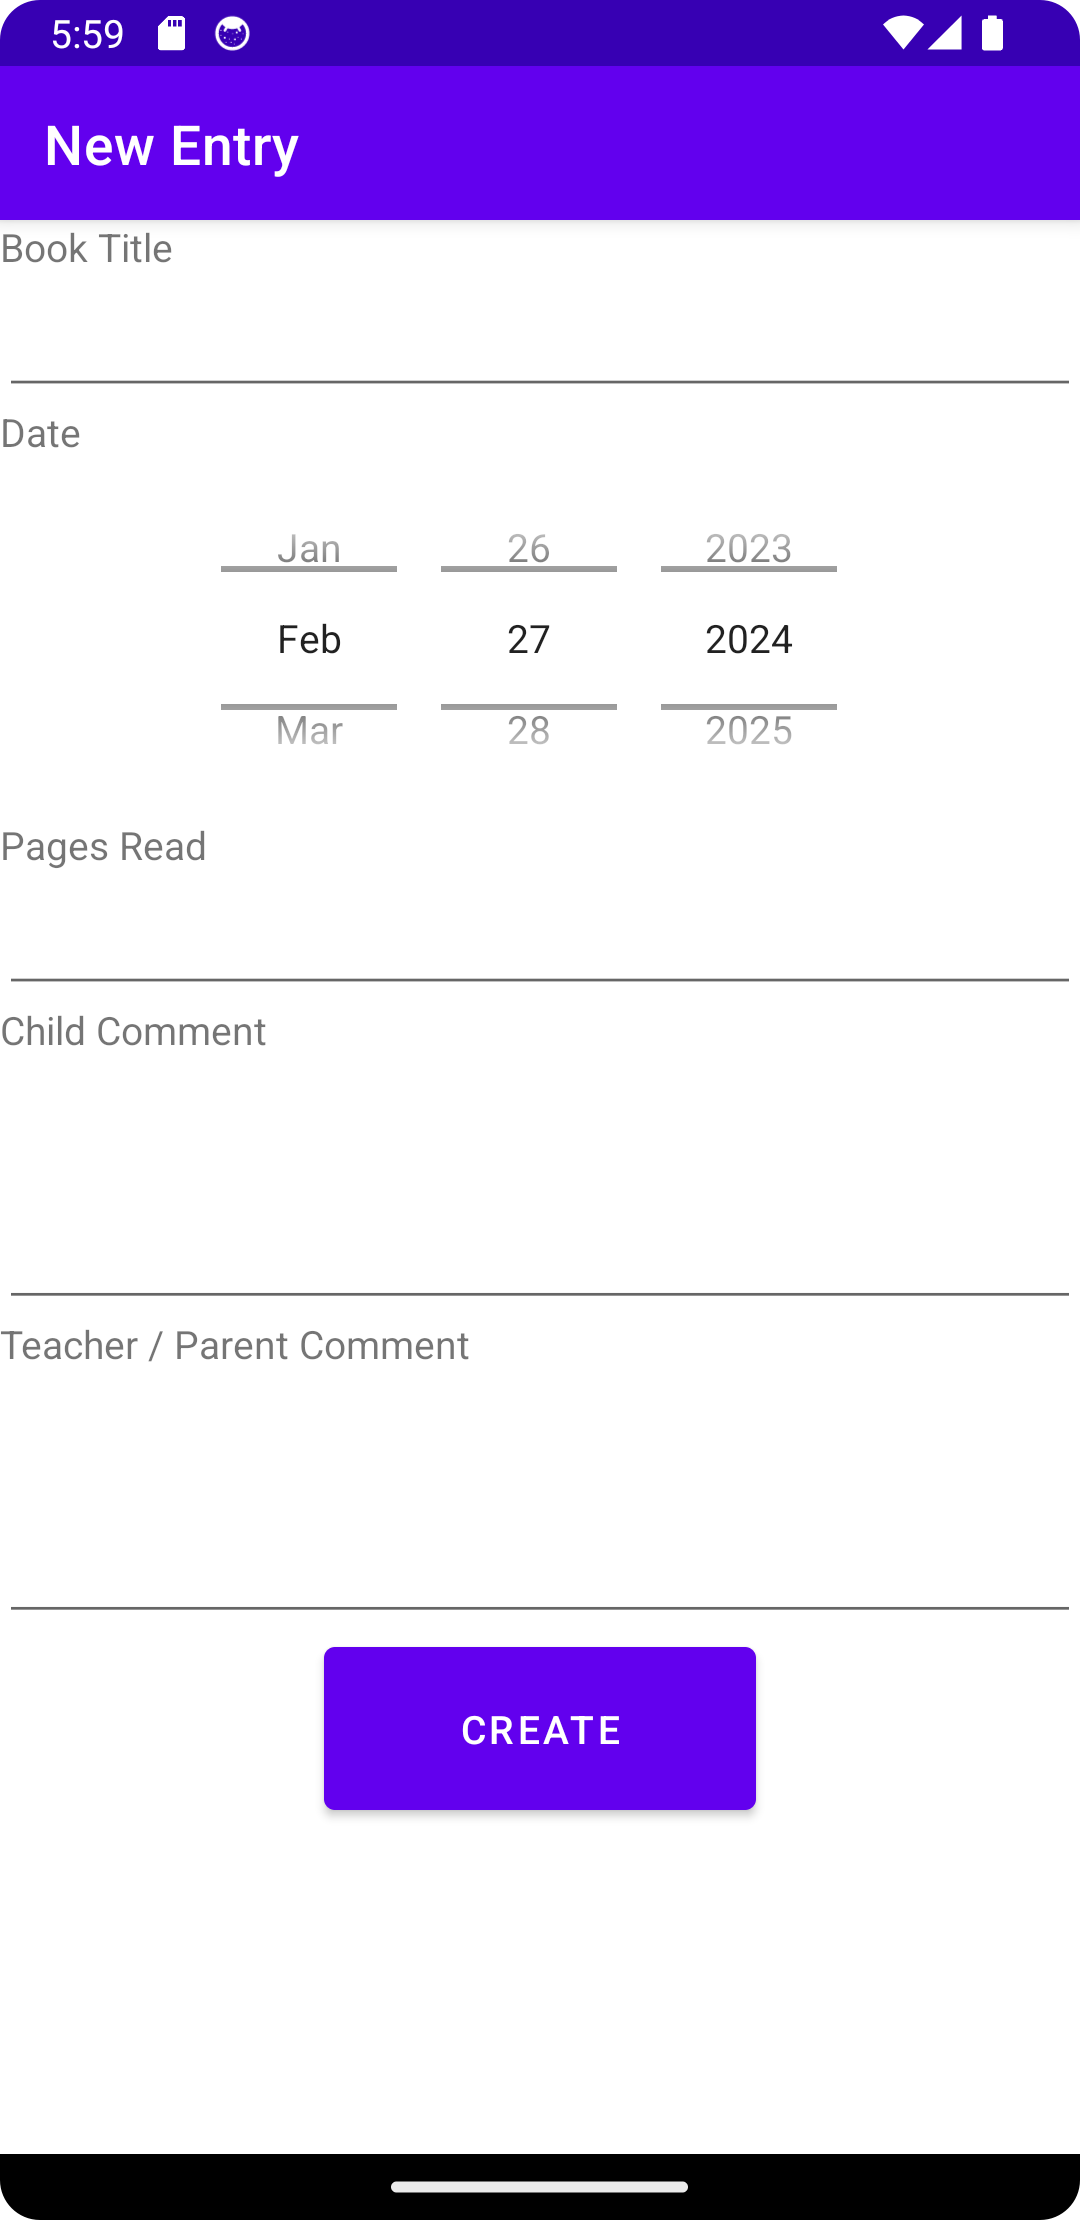 5:59
New Entry
Book Title
Date
Jan 26 2023
Feb 27 2024
Mar 28 2025
Pages Read
Child Comment
Teacher / Parent Comment
CREATE